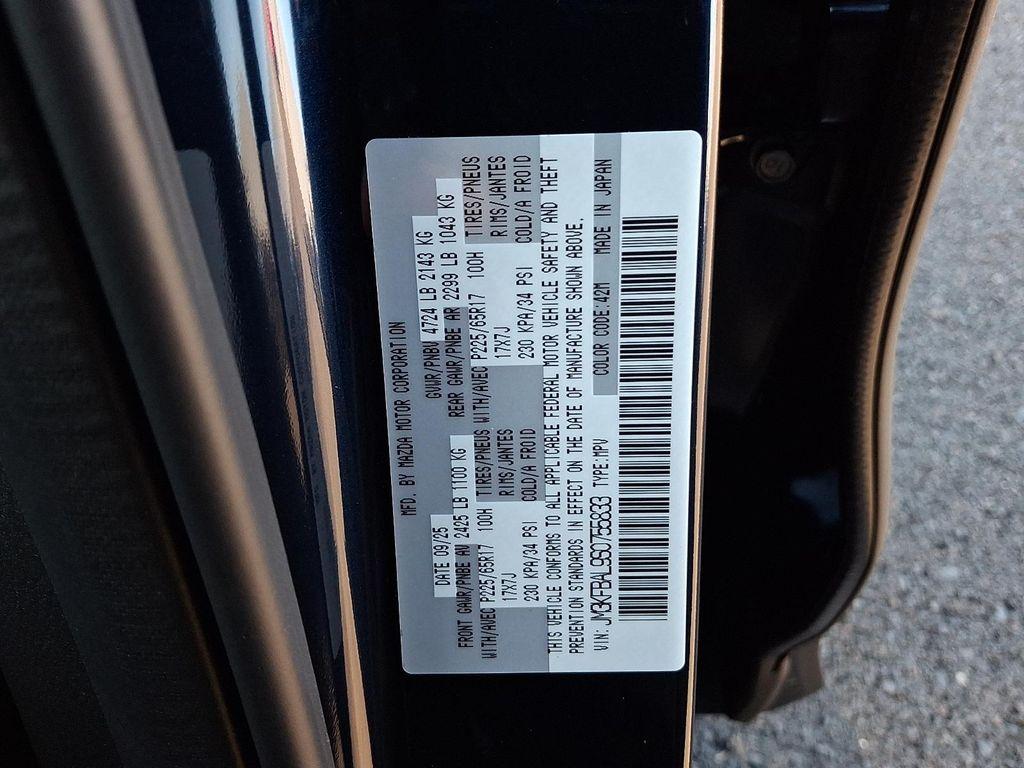 MFD. BY MAZDA MOTOR CORPORATION
DATE 09/25 GVWR/PNBV 4724 LB 2143 KG
FRONT GAWR/PNBE AV 2425 LB 1100 KG REAR GAWR/PNBE AR 2299 LB 1043 KG
WITH/AVEC P225/65R17 100H TIRES/PNEUS WITH/AVEC P225/65R17 100H TIRES/PNEUS
17X7J RIMS/JANTES 17X7J RIMS/JANTES
230 KPA/34 PSI COLD/A FROID 230 KPA/34 PSI COLD/A FROID
THIS VEHICLE CONFORMS TO ALL APPLICABLE FEDERAL MOTOR VEHICLE SAFETY AND THEFT
PREVENTION STANDARDS IN EFFECT ON THE DATE OF MANUFACTURE SHOWN ABOVE.
VIN: JM3KFBAL9S0755833 TYPE:MPV COLOR CODE:42M MADE IN JAPAN